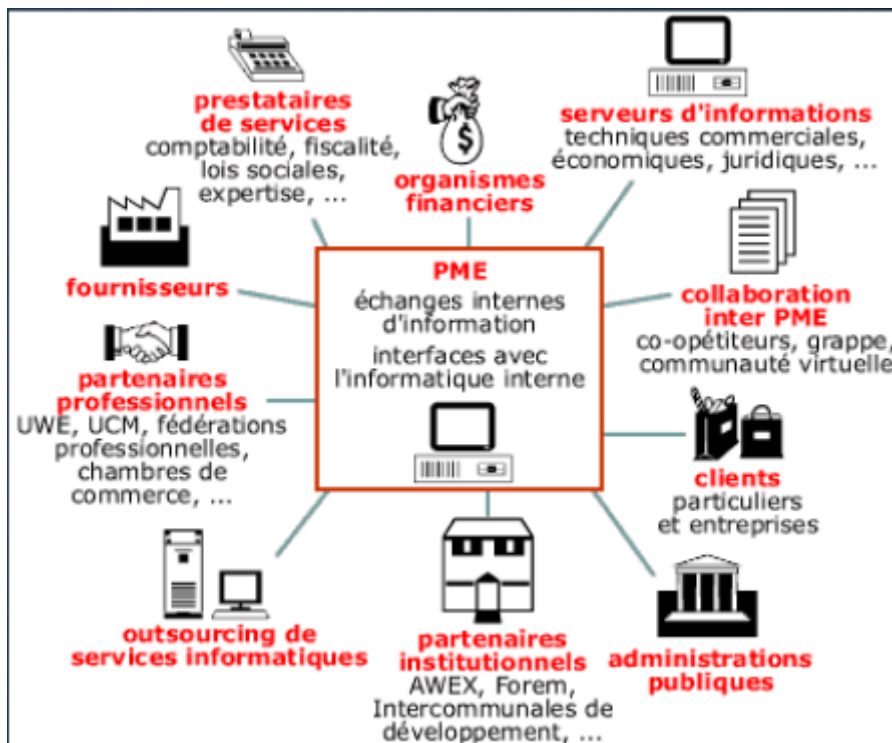 prestataires
de services
comptabilité, fiscalité,
lois sociales,
expertise, ...
$
organismes
financiers
serveurs d'informations
techniques commerciales,
économiques, juridiques, ...
fournisseurs
PME
échanges internes
d'information
interfaces avec
l'informatique interne
collaboration
inter PME
co-opétiteurs, grappe,
communauté virtuelle
partenaires
professionnels
UWE, UCM, fédérations
professionnelles,
chambres de
commerce, ...
clients
particuliers
et entreprises
outsourcing de
services informatiques
partenaires
institutionnels
AWEX, Forem,
Intercommunales de
développement, ...
administrations
publiques